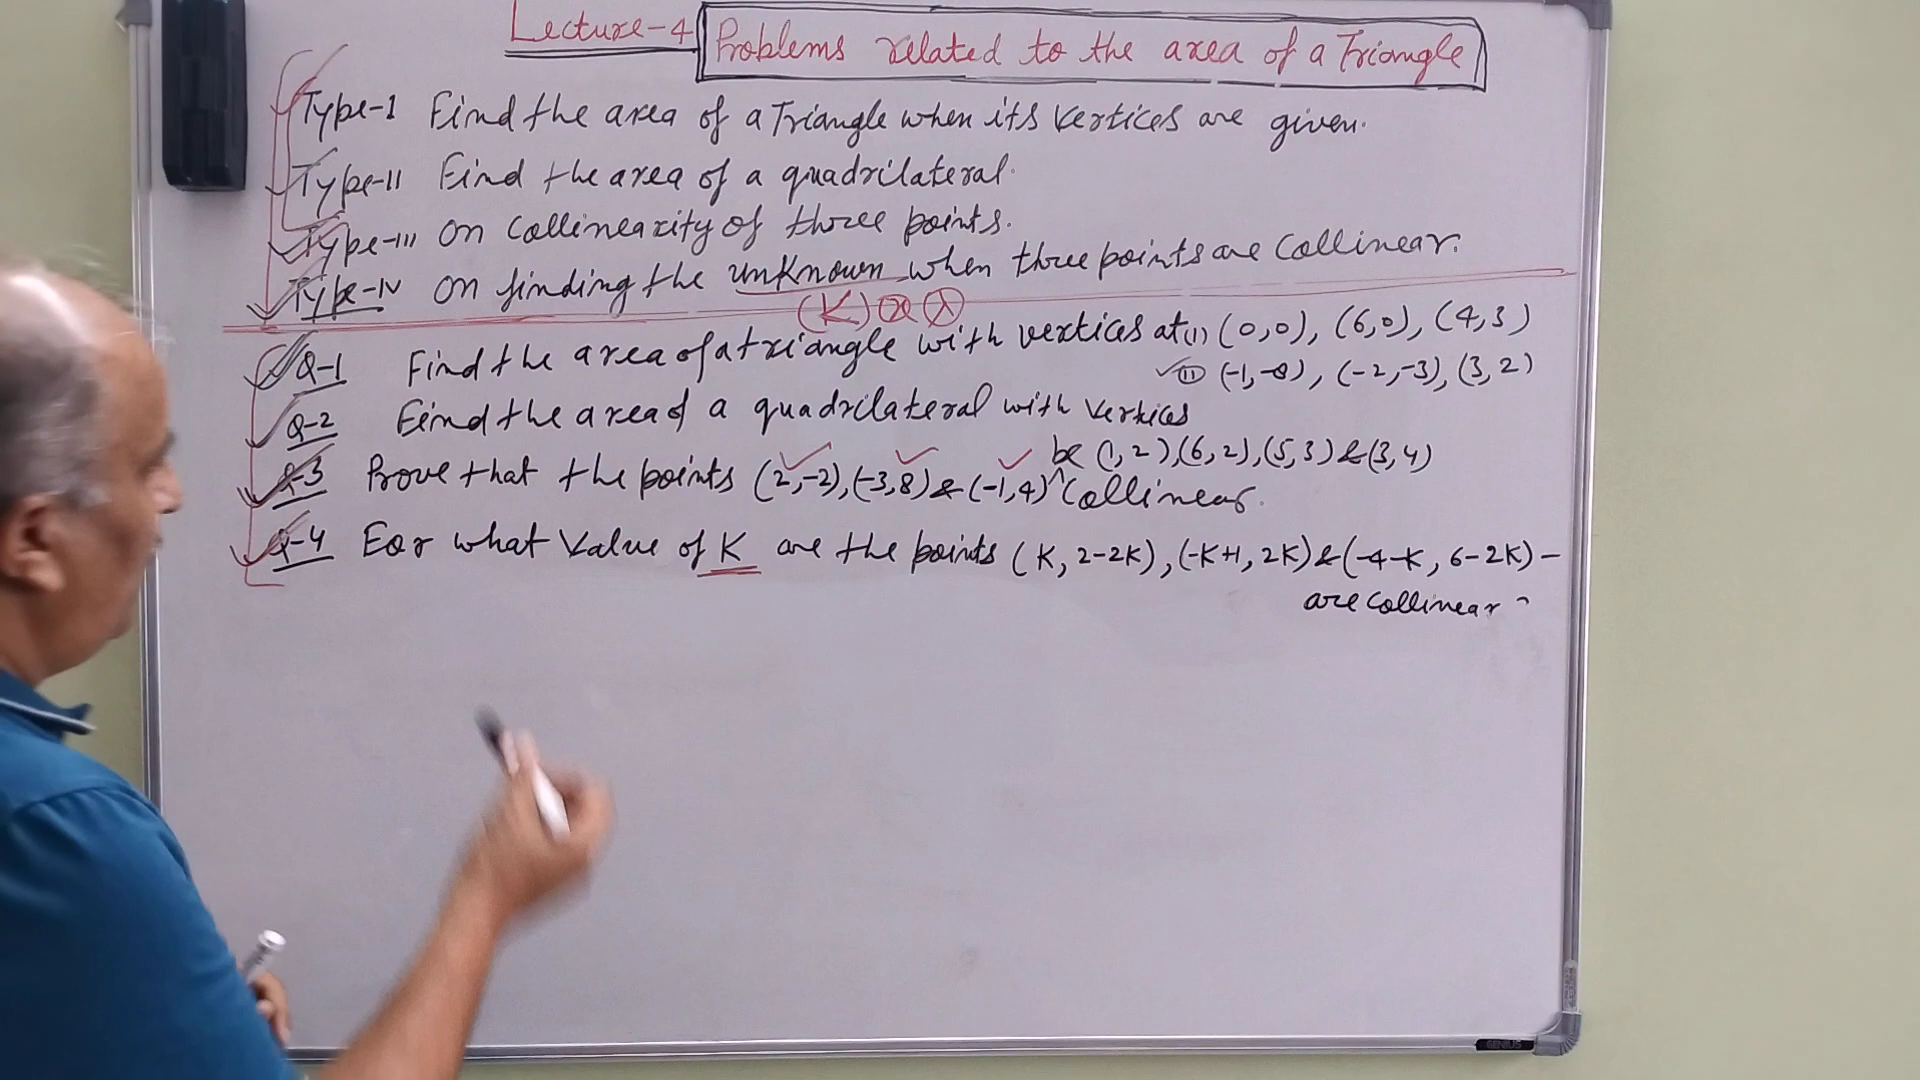 Lecture-4 Problems related to the area of a Triangle
Type-I Find the area of a Triangle when its vertices are given.
Type-II Find the area of a quadrilateral.
Type-III On Collinearity of three points.
Type-IV On finding the unknown when three points are Collinear.
(K)
Q-1 Find the area of a triangle with vertices at (i) (0,0), (6,0), (4,3)
(ii) (-1,-8), (-2,-3), (3,2)
Q-2 Find the area of a quadrilateral with vertices
(1,2),(6,2),(5,3)&(3,4)
Q-3 Prove that the points (2,-2),(-3,8)&(-1,4) be Collinear.
Q-4 For what value of K are the points (K, 2-2K), (-K+1, 2K)&(-4-K, 6-2K)-
are collinear
GENIUS